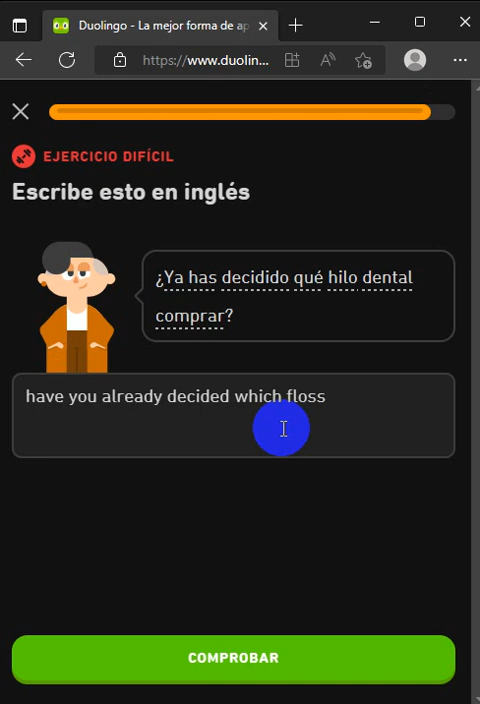 Duolingo - La mejor forma de ap
https://www.duolin...
EJERCICIO DIFÍCIL
Escribe esto en inglés
¿Ya has decidido qué hilo dental
comprar?
have you already decided which floss
COMPROBAR